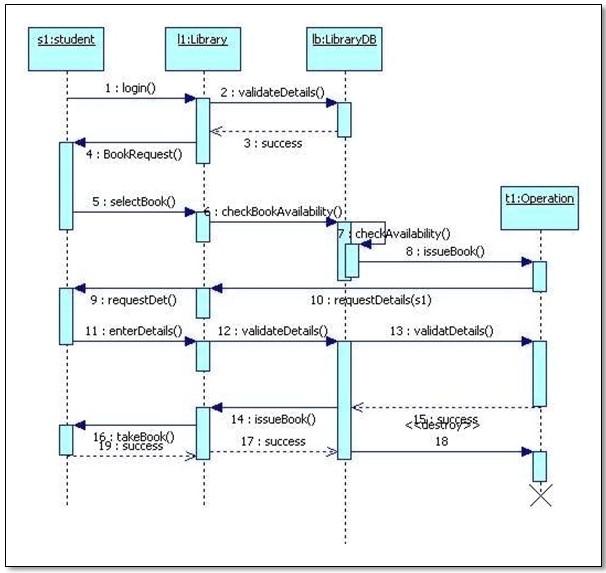 s1:student
l1:Library
lb:LibraryDB
1 : login()
2 : validateDetails()
3 : success
4 : BookRequest()
5 : selectBook()
6 : checkBookAvailability()
t1:Operation
7 : checkAvailability()
8 : issueBook()
9 : requestDet()
10 : requestDetails(s1)
11 : enterDetails()
12 : validateDetails()
13 : validatDetails()
14 : issueBook()
15 : success
<<destroy>>
16 : takeBook()
17 : success
18
19 : success